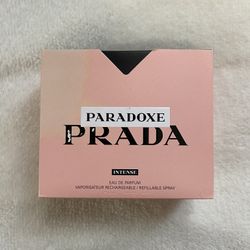 PARADOXE
PRADA
INTENSE
EAU DE PARFUM
VAPORISATEUR RECHARGEABLE / REFILLABLE SPRAY